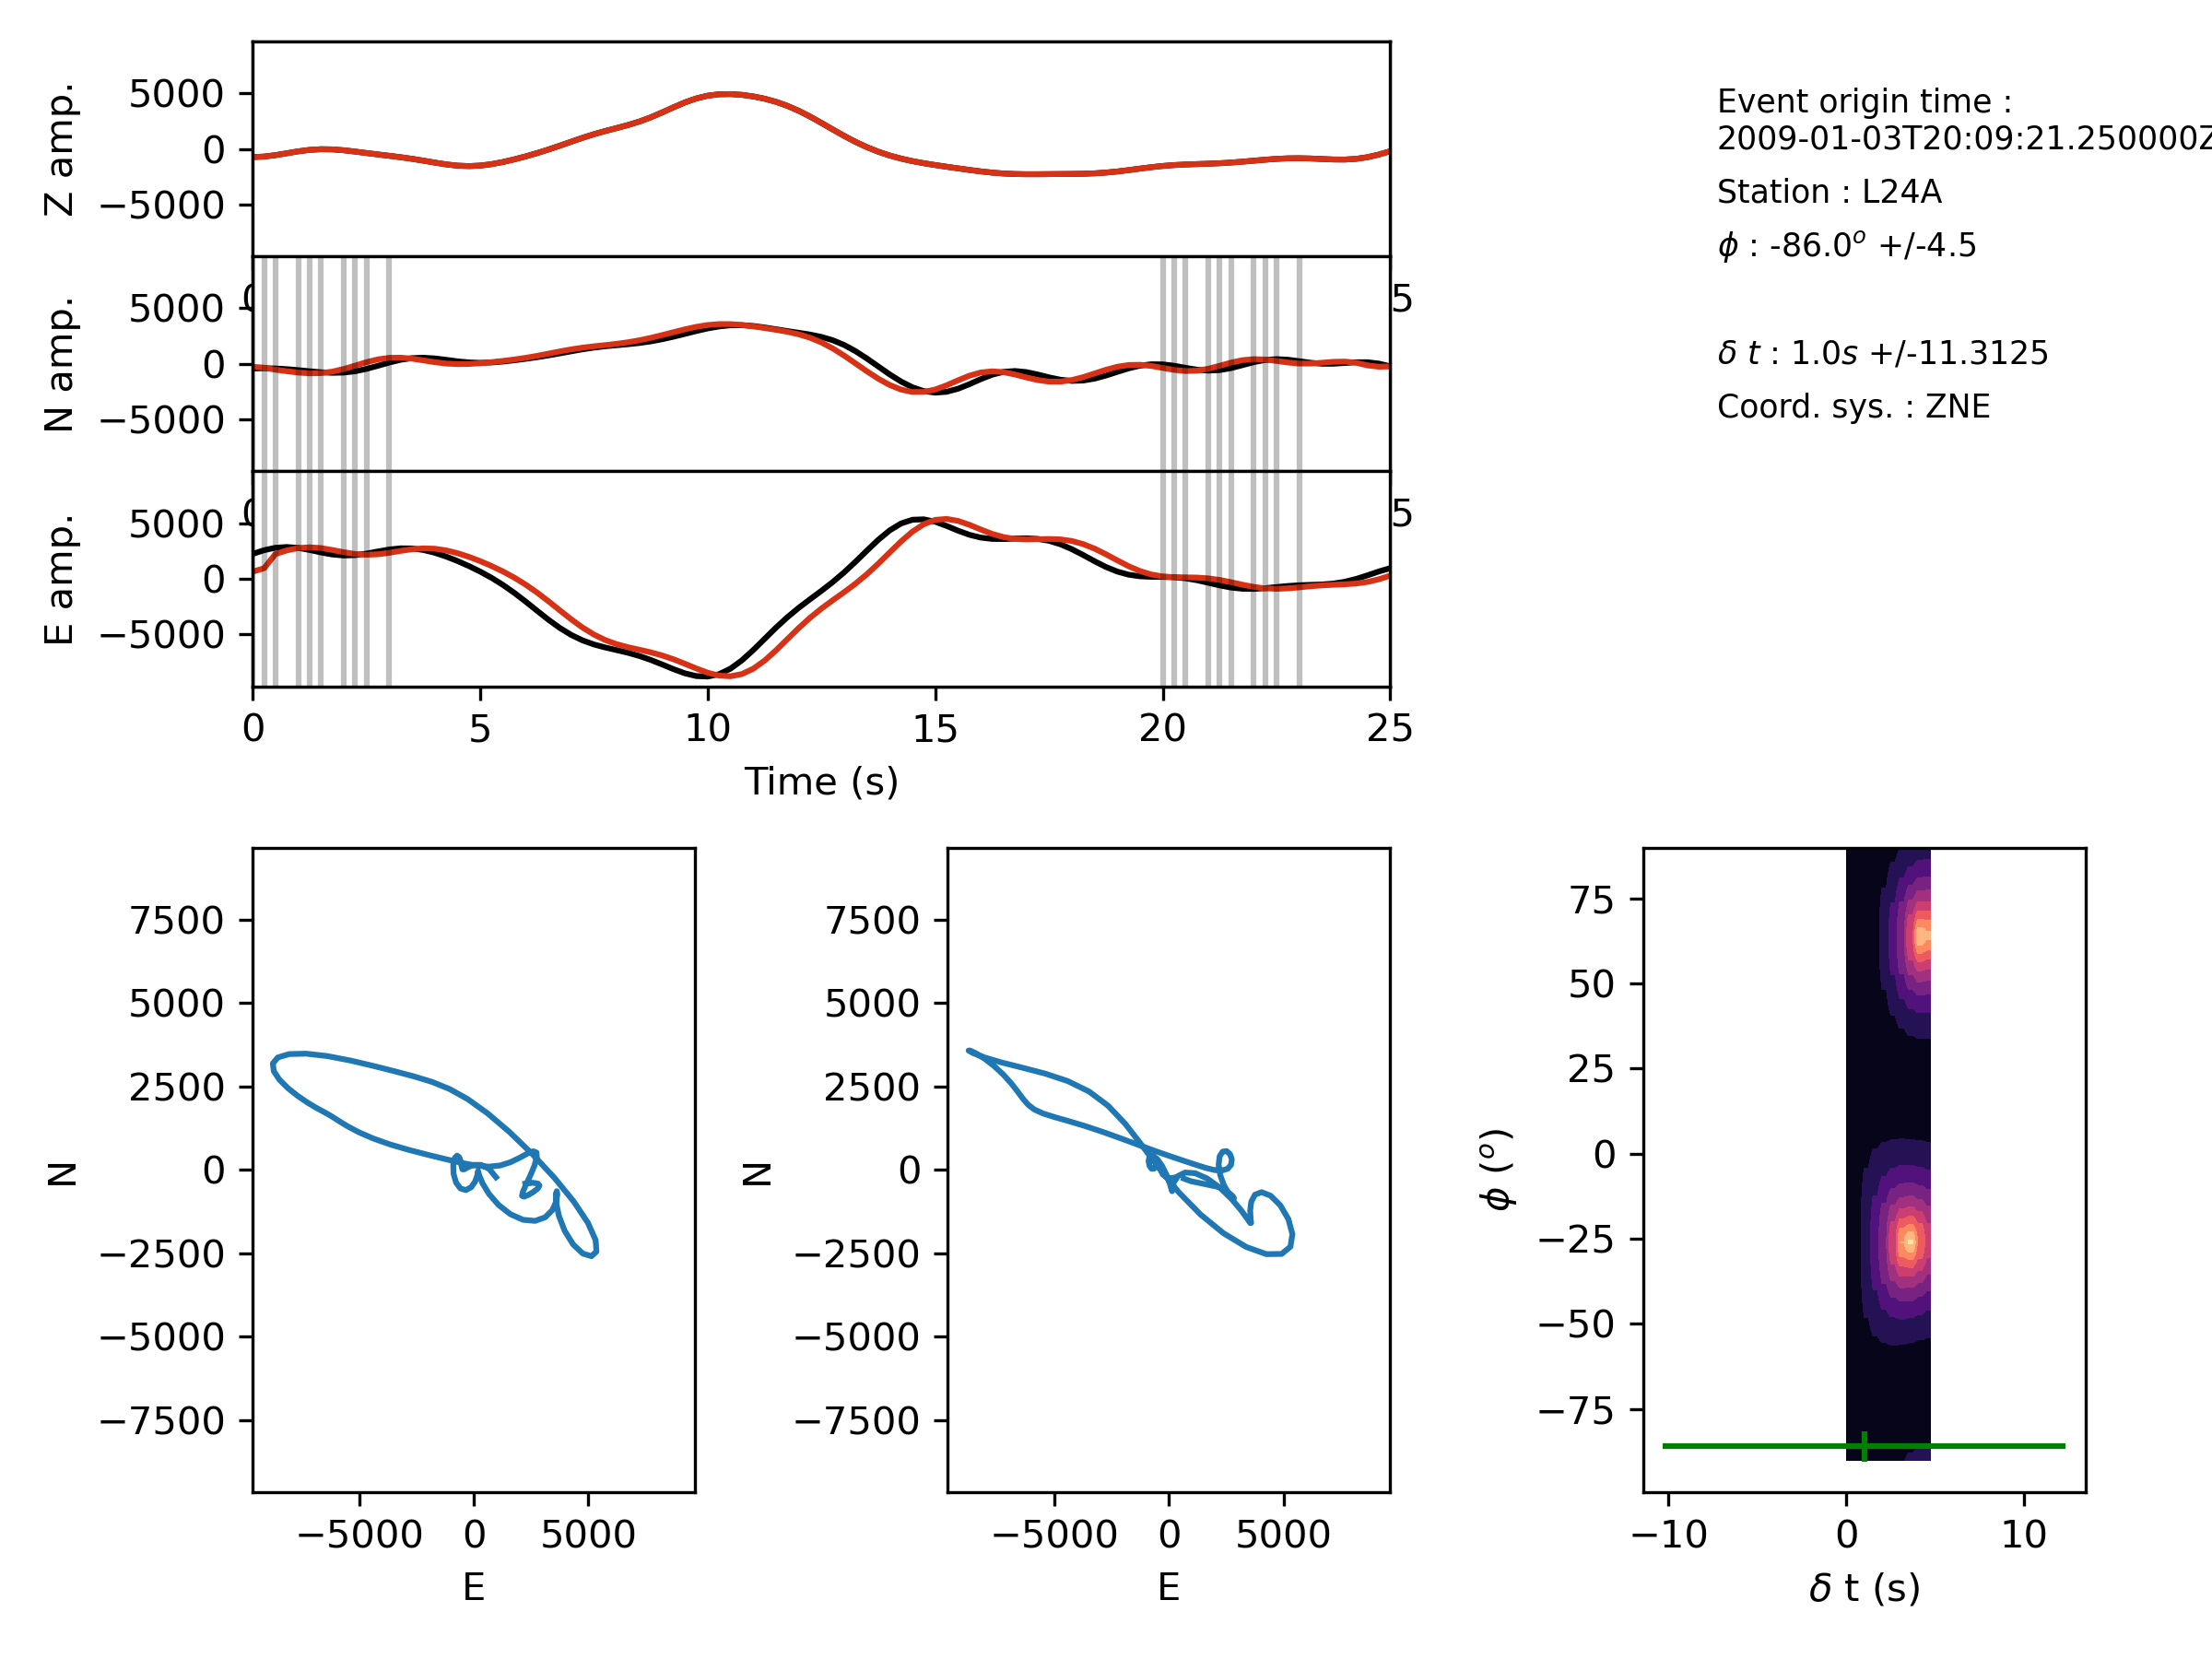 Z amp.
5000
0
−5000
N amp.
5000
0
−5000
5
E amp.
5000
0
−5000
5
0 5 10 15 20 25
Time (s)
Event origin time :
2009-01-03T20:09:21.250000Z
Station : L24A
ϕ : -86.0º +/-4.5
δ t : 1.0s +/-11.3125
Coord. sys. : ZNE
N
7500
5000
2500
0
−2500
−5000
−7500
−5000 0 5000
E
N
7500
5000
2500
0
−2500
−5000
−7500
−5000 0 5000
E
ϕ (º)
75
50
25
0
−25
−50
−75
−10 0 10
δ t (s)